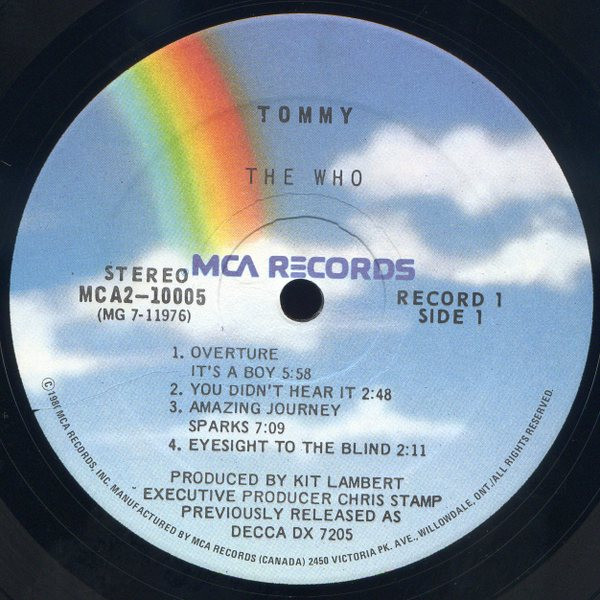 TOMMY
THE WHO
MCA RECORDS
STEREO
MCA2-10005
(MG 7-11976)
RECORD 1
SIDE 1
1. OVERTURE
IT'S A BOY 5:58
2. YOU DIDN'T HEAR IT 2:48
3. AMAZING JOURNEY
SPARKS 7:09
4. EYESIGHT TO THE BLIND 2:11
PRODUCED BY KIT LAMBERT
EXECUTIVE PRODUCER CHRIS STAMP
PREVIOUSLY RELEASED AS
DECCA DX 7205
© 1981 MCA RECORDS, INC. MANUFACTURED BY MCA RECORDS (CANADA) 2450 VICTORIA PK. AVE., WILLOWDALE, ONT./ALL RIGHTS RESERVED.